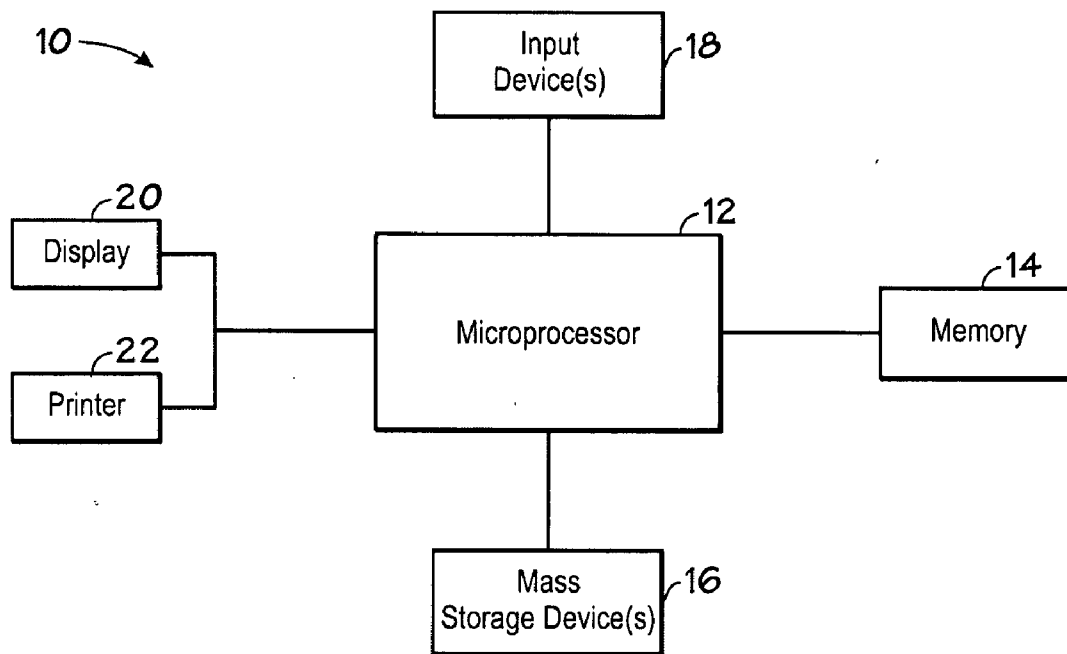 10
Input
Device(s)
18
20
Display
12
Microprocessor
14
Memory
22
Printer
Mass
Storage Device(s)
16